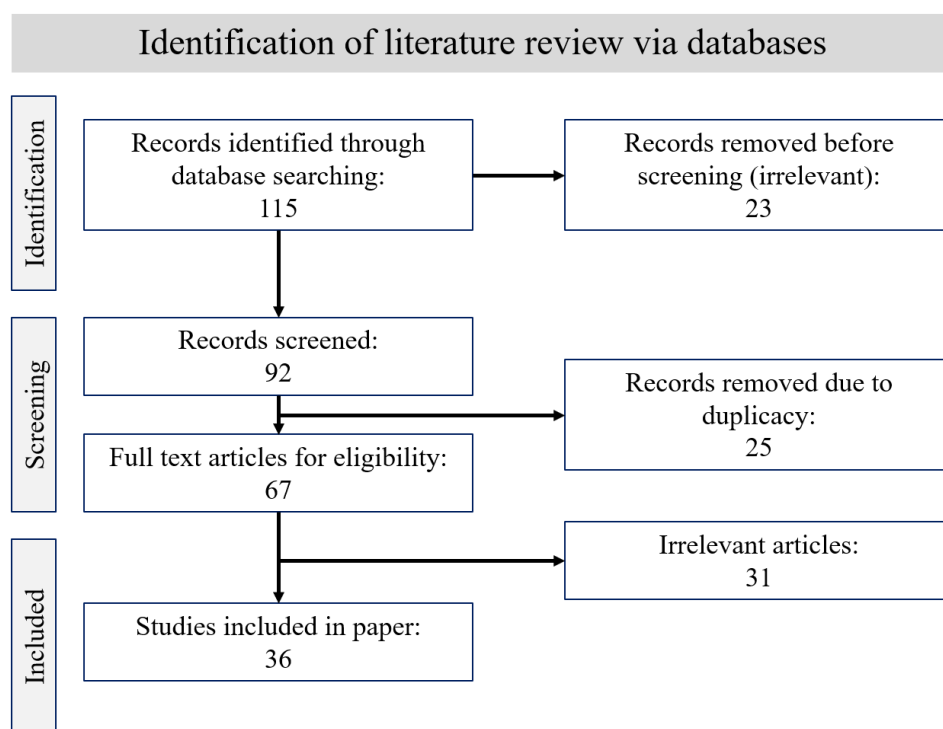 Identification of literature review via databases
Identification
Records identified through
database searching:
115
Records removed before
screening (irrelevant):
23
Screening
Records screened:
92
Records removed due to
duplicacy:
25
Full text articles for eligibility:
67
Included
Irrelevant articles:
31
Studies included in paper:
36